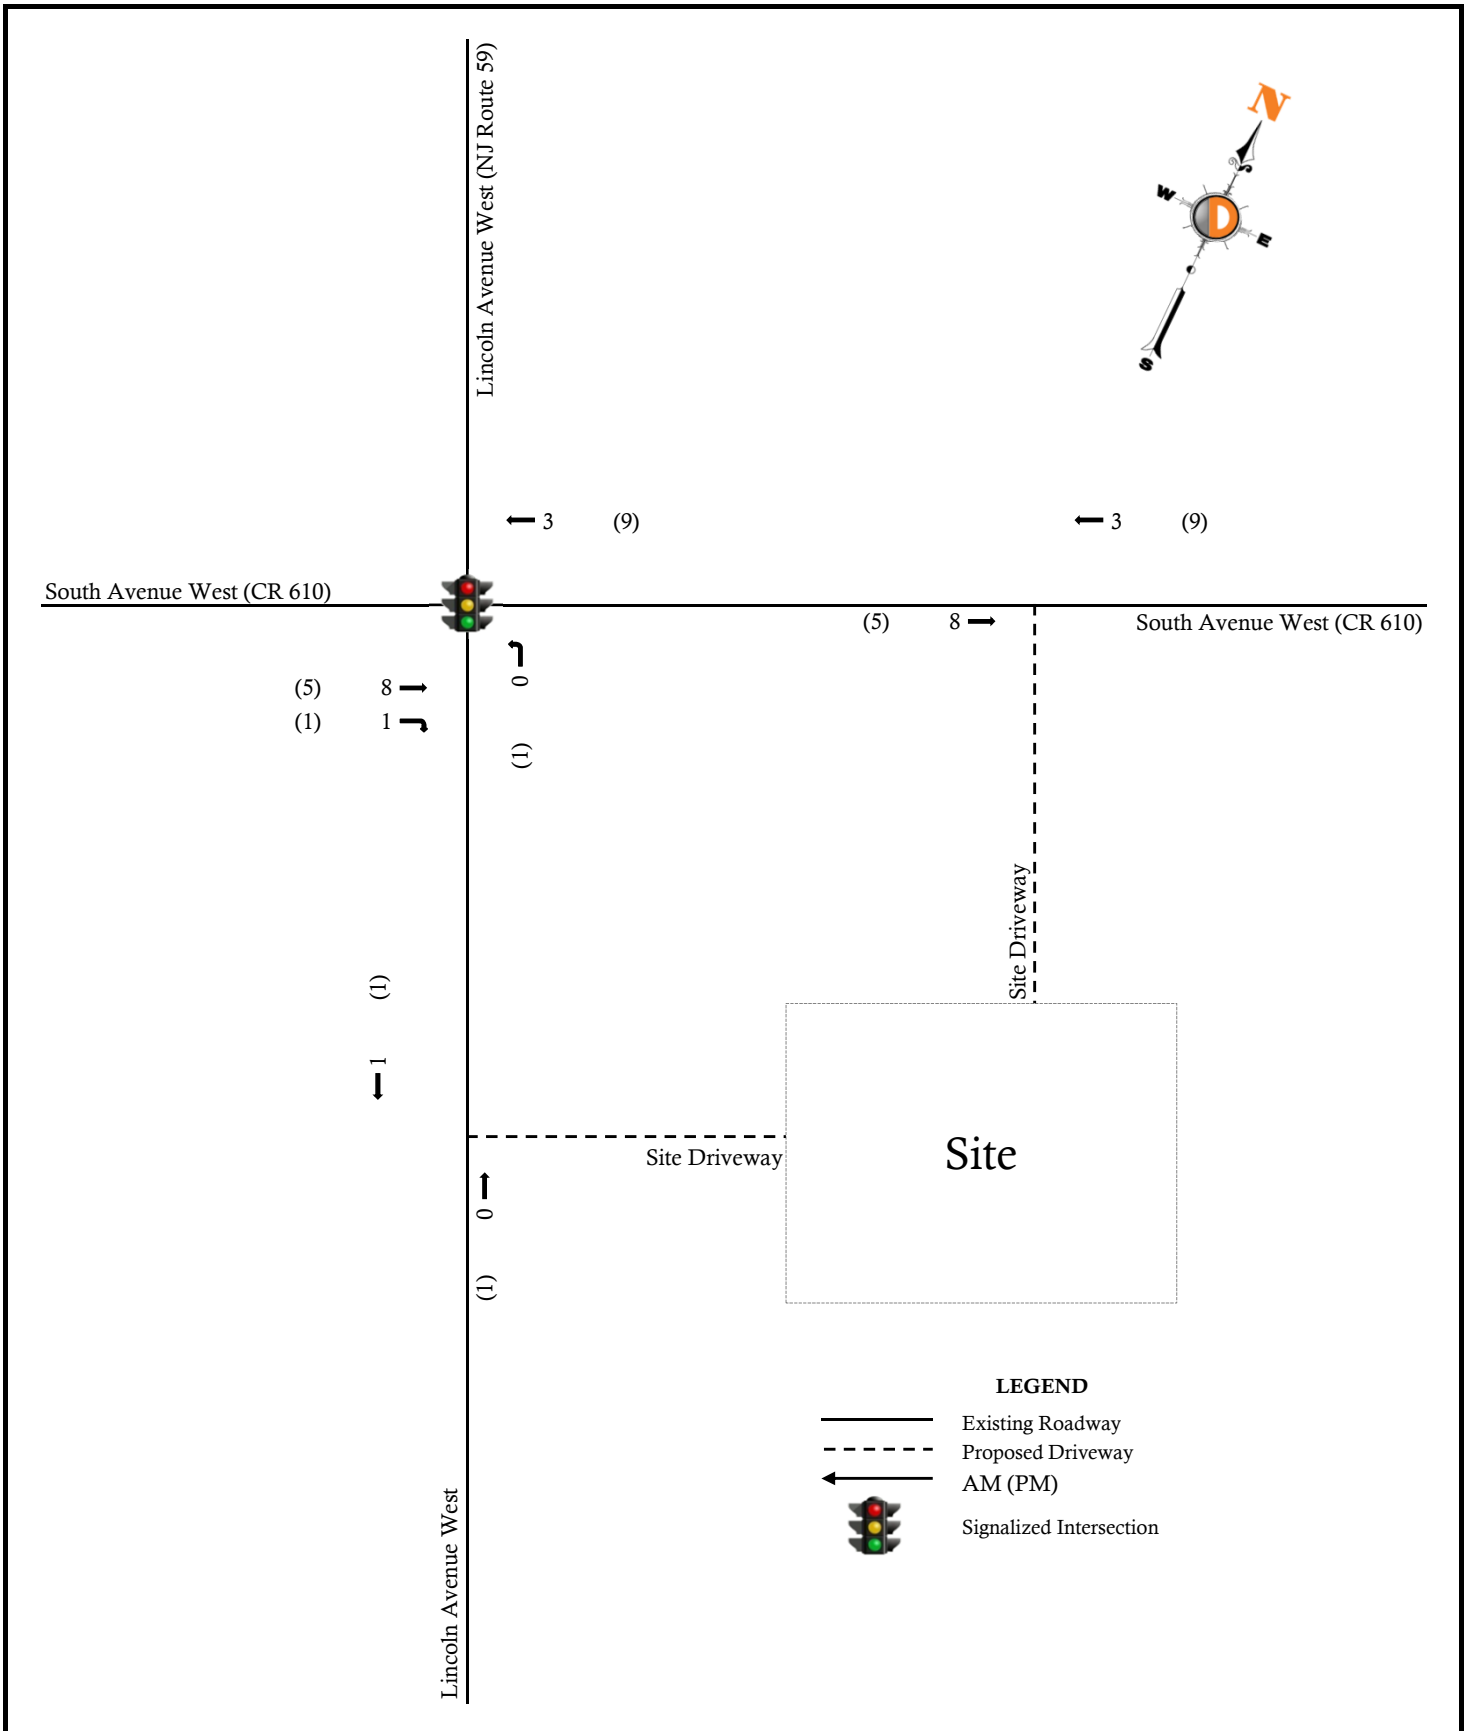 Lincoln Avenue West (NJ Route 59)
N
W
E
S
D
3 (9)
3 (9)
South Avenue West (CR 610)
(5) 8
South Avenue West (CR 610)
0
(1)
(5) 8
(1) 1
Site Driveway
(1)
1
Site Driveway
Site
0
(1)
LEGEND
Existing Roadway
Proposed Driveway
AM (PM)
Signalized Intersection
Lincoln Avenue West